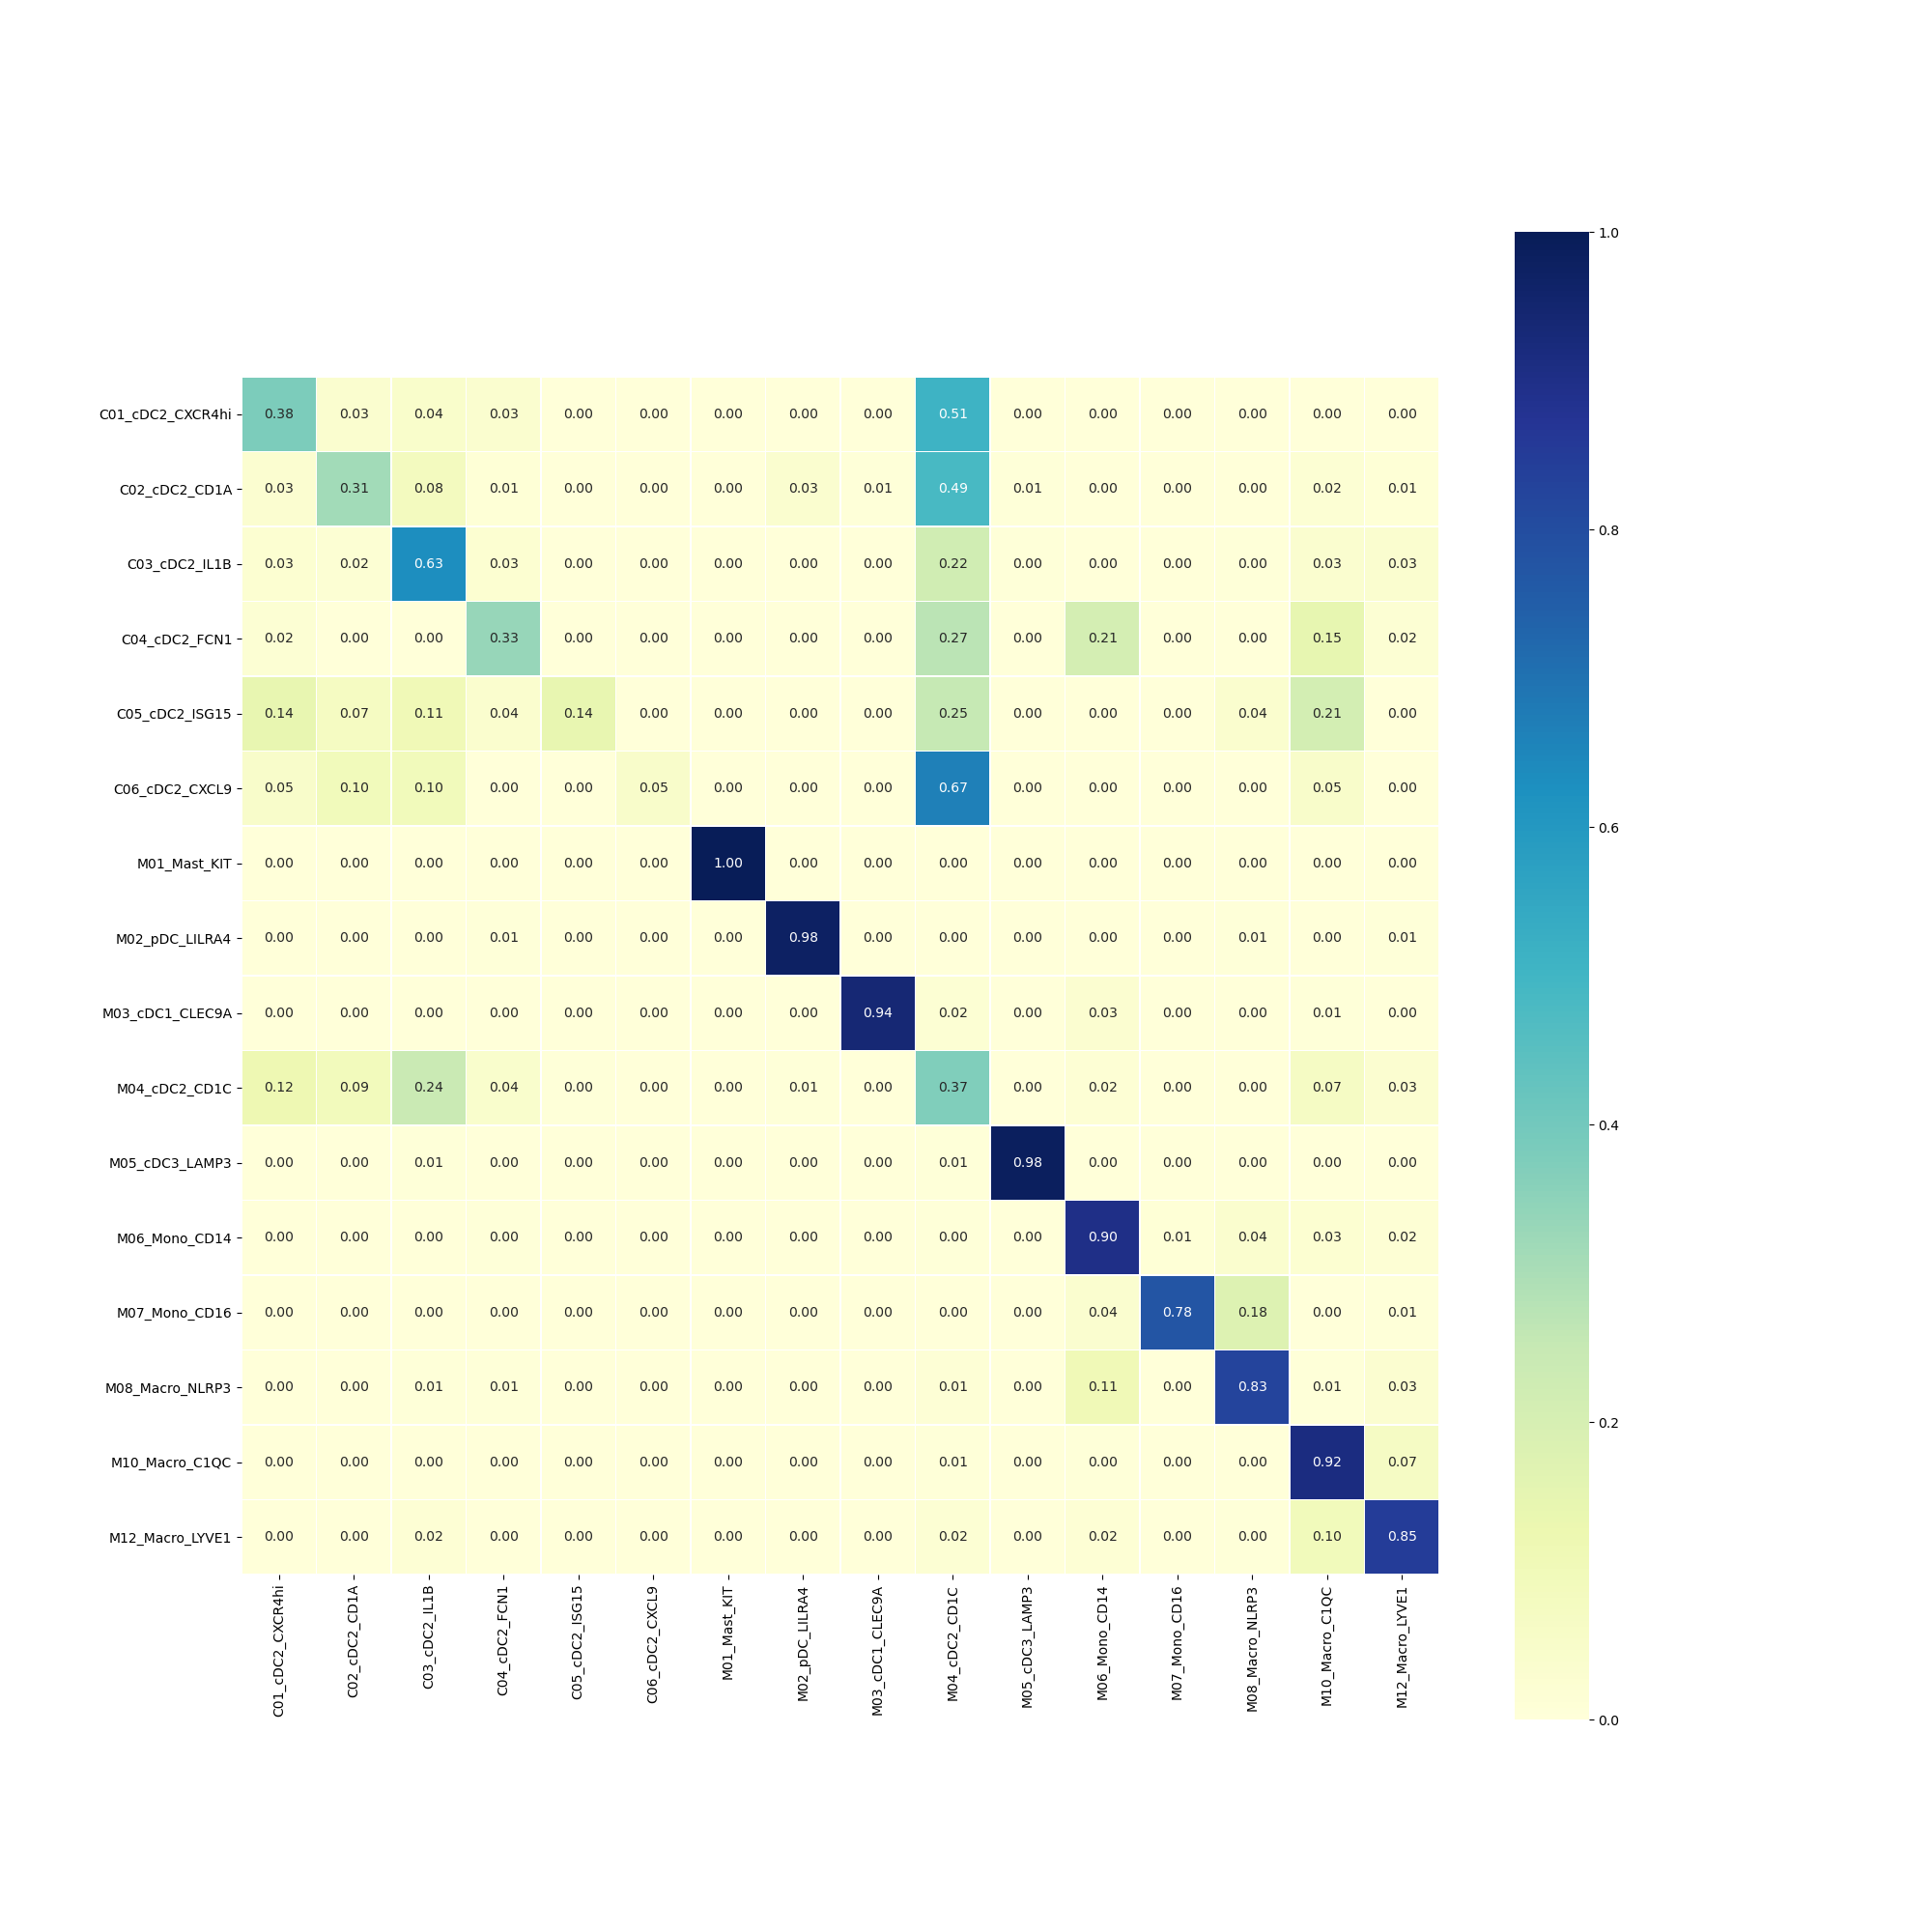 1.0
C01_cDC2_CXCR4hi 0.38 0.03 0.04 0.03 0.00 0.00 0.00 0.00 0.00 0.51 0.00 0.00 0.00 0.00 0.00 0.00
C02_cDC2_CD1A 0.03 0.31 0.08 0.01 0.00 0.00 0.00 0.03 0.01 0.49 0.01 0.00 0.00 0.00 0.02 0.01
0.8
C03_cDC2_IL1B 0.03 0.02 0.63 0.03 0.00 0.00 0.00 0.00 0.00 0.22 0.00 0.00 0.00 0.00 0.03 0.03
C04_cDC2_FCN1 0.02 0.00 0.00 0.33 0.00 0.00 0.00 0.00 0.00 0.27 0.00 0.21 0.00 0.00 0.15 0.02
C05_cDC2_ISG15 0.14 0.07 0.11 0.04 0.14 0.00 0.00 0.00 0.00 0.25 0.00 0.00 0.00 0.04 0.21 0.00
C06_cDC2_CXCL9 0.05 0.10 0.10 0.00 0.00 0.05 0.00 0.00 0.00 0.67 0.00 0.00 0.00 0.00 0.05 0.00
0.6
M01_Mast_KIT 0.00 0.00 0.00 0.00 0.00 0.00 1.00 0.00 0.00 0.00 0.00 0.00 0.00 0.00 0.00 0.00
M02_pDC_LILRA4 0.00 0.00 0.00 0.01 0.00 0.00 0.00 0.98 0.00 0.00 0.00 0.00 0.00 0.01 0.00 0.01
M03_cDC1_CLEC9A 0.00 0.00 0.00 0.00 0.00 0.00 0.00 0.00 0.94 0.02 0.00 0.03 0.00 0.00 0.01 0.00
M04_cDC2_CD1C 0.12 0.09 0.24 0.04 0.00 0.00 0.00 0.01 0.00 0.37 0.00 0.02 0.00 0.00 0.07 0.03
0.4
M05_cDC3_LAMP3 0.00 0.00 0.01 0.00 0.00 0.00 0.00 0.00 0.00 0.01 0.98 0.00 0.00 0.00 0.00 0.00
M06_Mono_CD14 0.00 0.00 0.00 0.00 0.00 0.00 0.00 0.00 0.00 0.00 0.00 0.90 0.01 0.04 0.03 0.02
M07_Mono_CD16 0.00 0.00 0.00 0.00 0.00 0.00 0.00 0.00 0.00 0.00 0.00 0.04 0.78 0.18 0.00 0.01
M08_Macro_NLRP3 0.00 0.00 0.01 0.01 0.00 0.00 0.00 0.00 0.00 0.01 0.00 0.11 0.00 0.83 0.01 0.03
0.2
M10_Macro_C1QC 0.00 0.00 0.00 0.00 0.00 0.00 0.00 0.00 0.00 0.01 0.00 0.00 0.00 0.00 0.92 0.07
M12_Macro_LYVE1 0.00 0.00 0.02 0.00 0.00 0.00 0.00 0.00 0.00 0.02 0.00 0.02 0.00 0.00 0.10 0.85
0.0
C01_cDC2_CXCR4hi
C02_cDC2_CD1A
C03_cDC2_IL1B
C04_cDC2_FCN1
C05_cDC2_ISG15
C06_cDC2_CXCL9
M01_Mast_KIT
M02_pDC_LILRA4
M03_cDC1_CLEC9A
M04_cDC2_CD1C
M05_cDC3_LAMP3
M06_Mono_CD14
M07_Mono_CD16
M08_Macro_NLRP3
M10_Macro_C1QC
M12_Macro_LYVE1